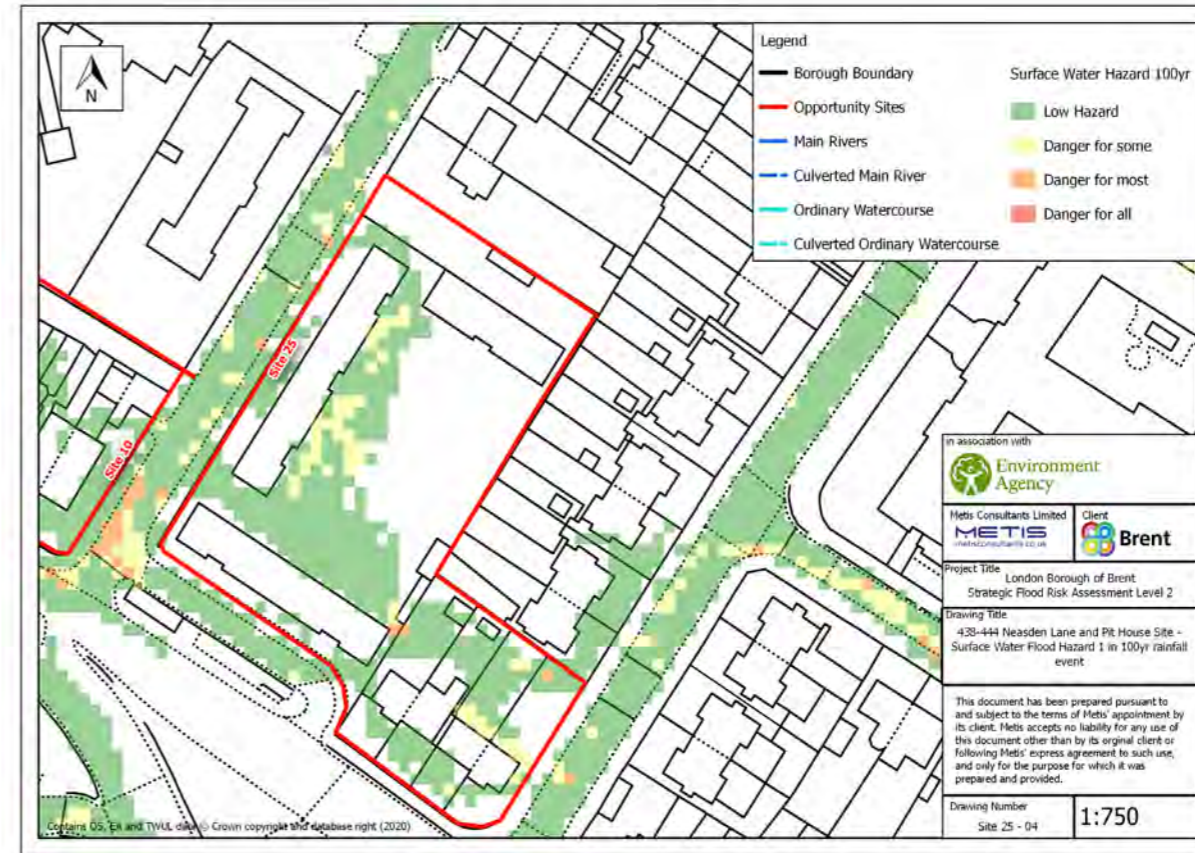 N
Legend
Borough Boundary
Opportunity Sites
Main Rivers
Culverted Main River
Ordinary Watercourse
Culverted Ordinary Watercourse
Surface Water Hazard 100yr
Low Hazard
Danger for some
Danger for most
Danger for all
Site 25
Site 10
in association with
Environment
Agency
Metis Consultants Limited
METIS
metisconsultants.co.uk
Client
Brent
Project Title
London Borough of Brent
Strategic Flood Risk Assessment Level 2
Drawing Title
438-444 Neasden Lane and Pit House Site -
Surface Water Flood Hazard 1 in 100yr rainfall
event
This document has been prepared pursuant to
and subject to the terms of Metis' appointment by
its client. Metis accepts no liability for any use of
this document other than by its orginal client or
following Metis' express agreement to such use,
and only for the purpose for which it was
prepared and provided.
Drawing Number
Site 25 - 04
1:750
Contains OS, EA and TWUL data © Crown copyright and database right (2020)